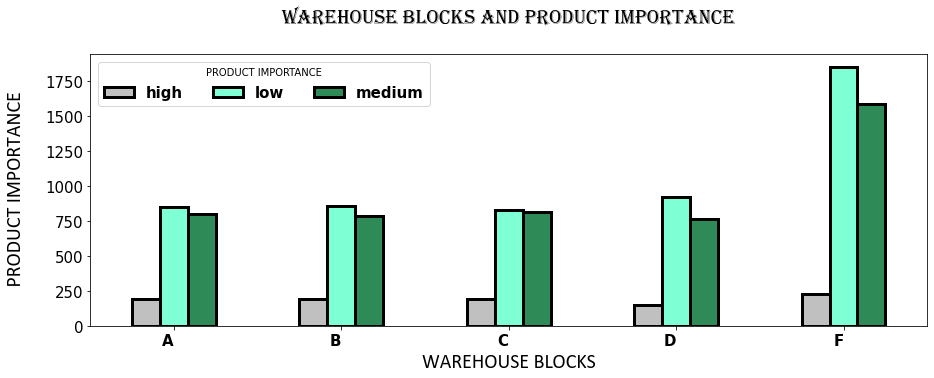 WAREHOUSE BLOCKS AND PRODUCT IMPORTANCE
PRODUCT IMPORTANCE
high low medium
PRODUCT IMPORTANCE
1750
1500
1250
1000
750
500
250
0
A B C D F
WAREHOUSE BLOCKS